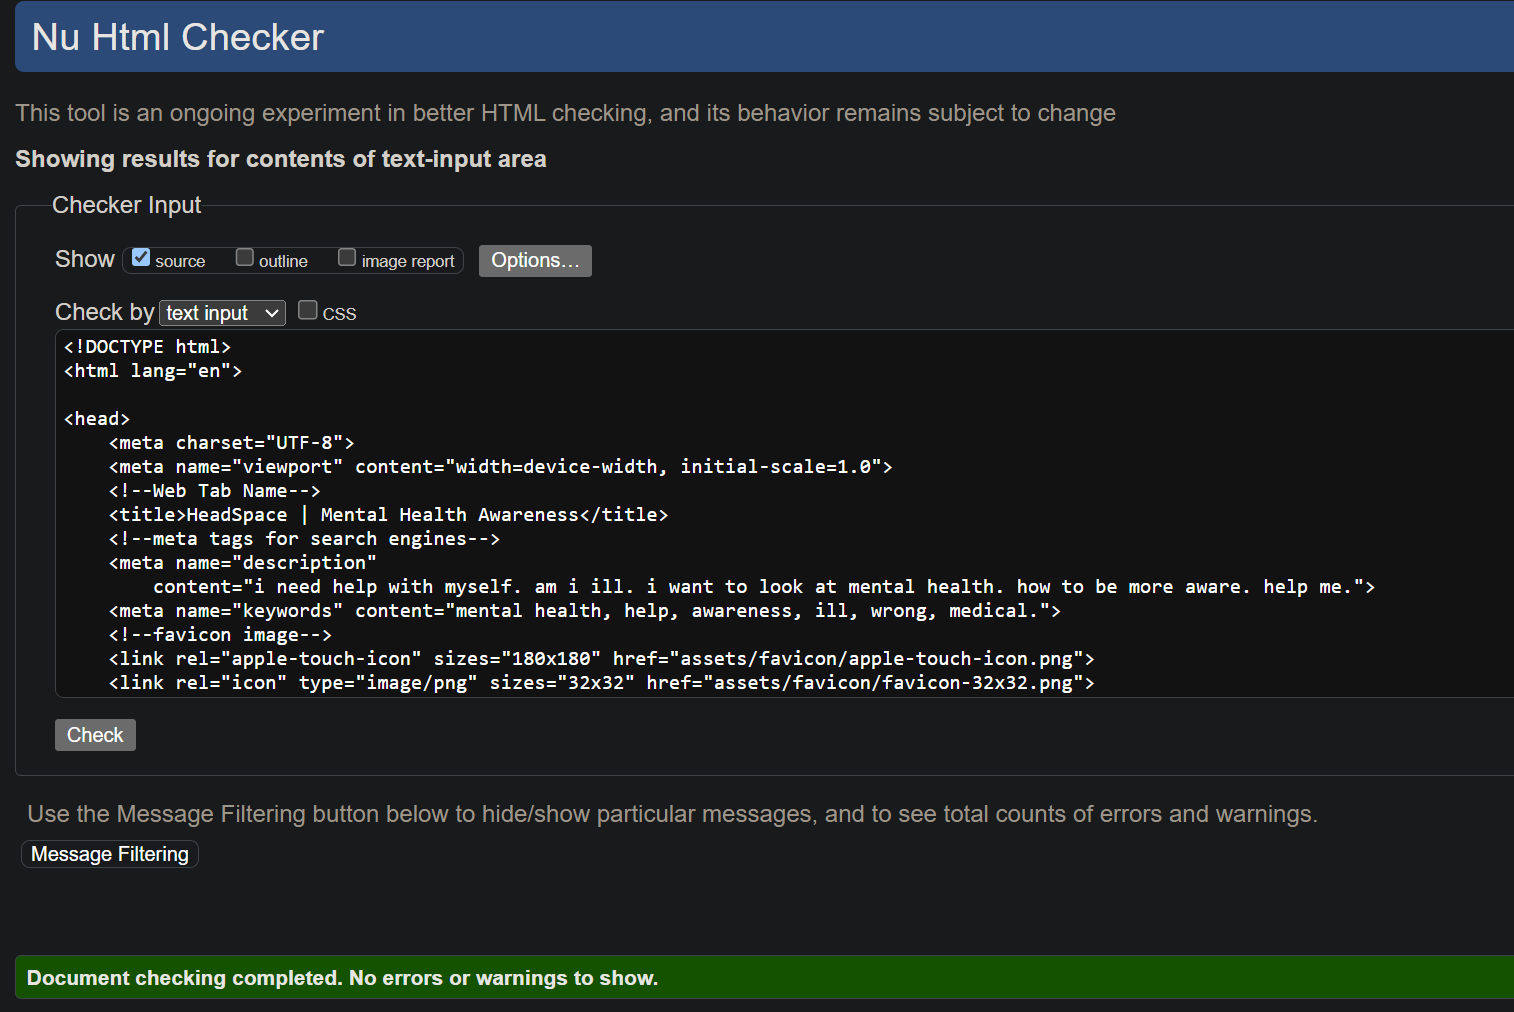 Nu Html Checker
This tool is an ongoing experiment in better HTML checking, and its behavior remains subject to change
Showing results for contents of text-input area
Checker Input
Show source outline image report Options...
Check by text input CSS
<!DOCTYPE html>
<html lang="en">
<head>
<meta charset="UTF-8">
<meta name="viewport" content="width=device-width, initial-scale=1.0">
<!--Web Tab Name-->
<title>HeadSpace | Mental Health Awareness</title>
<!--meta tags for search engines-->
<meta name="description"
content="i need help with myself. am i ill. i want to look at mental health. how to be more aware. help me.">
<meta name="keywords" content="mental health, help, awareness, ill, wrong, medical.">
<!--favicon image-->
<link rel="apple-touch-icon" sizes="180x180" href="assets/favicon/apple-touch-icon.png">
<link rel="icon" type="image/png" sizes="32x32" href="assets/favicon/favicon-32x32.png">
Check
Use the Message Filtering button below to hide/show particular messages, and to see total counts of errors and warnings.
Message Filtering
Document checking completed. No errors or warnings to show.